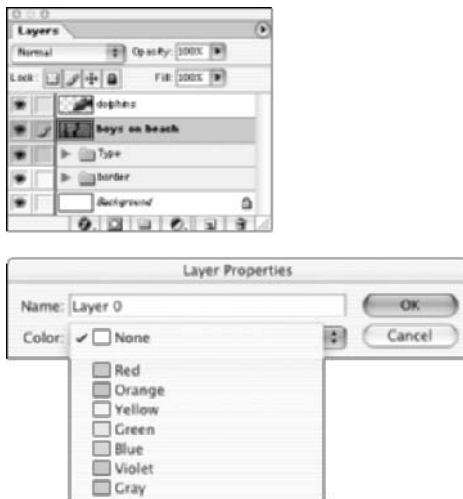 Layers
Normal Opacity: 100%
Lock: Fill: 100%
dolphins
boys on beach
Type
border
Background
Layer Properties
Name: Layer 0 OK
Color: None Cancel
Red
Orange
Yellow
Green
Blue
Violet
Gray